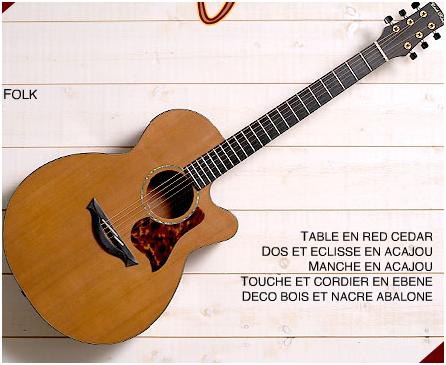 FOLK
TABLE EN RED CEDAR
DOS ET ECLISSE EN ACAJOU
MANCHE EN ACAJOU
TOUCHE ET CORDIER EN EBENE
DECO BOIS ET NACRE ABALONE